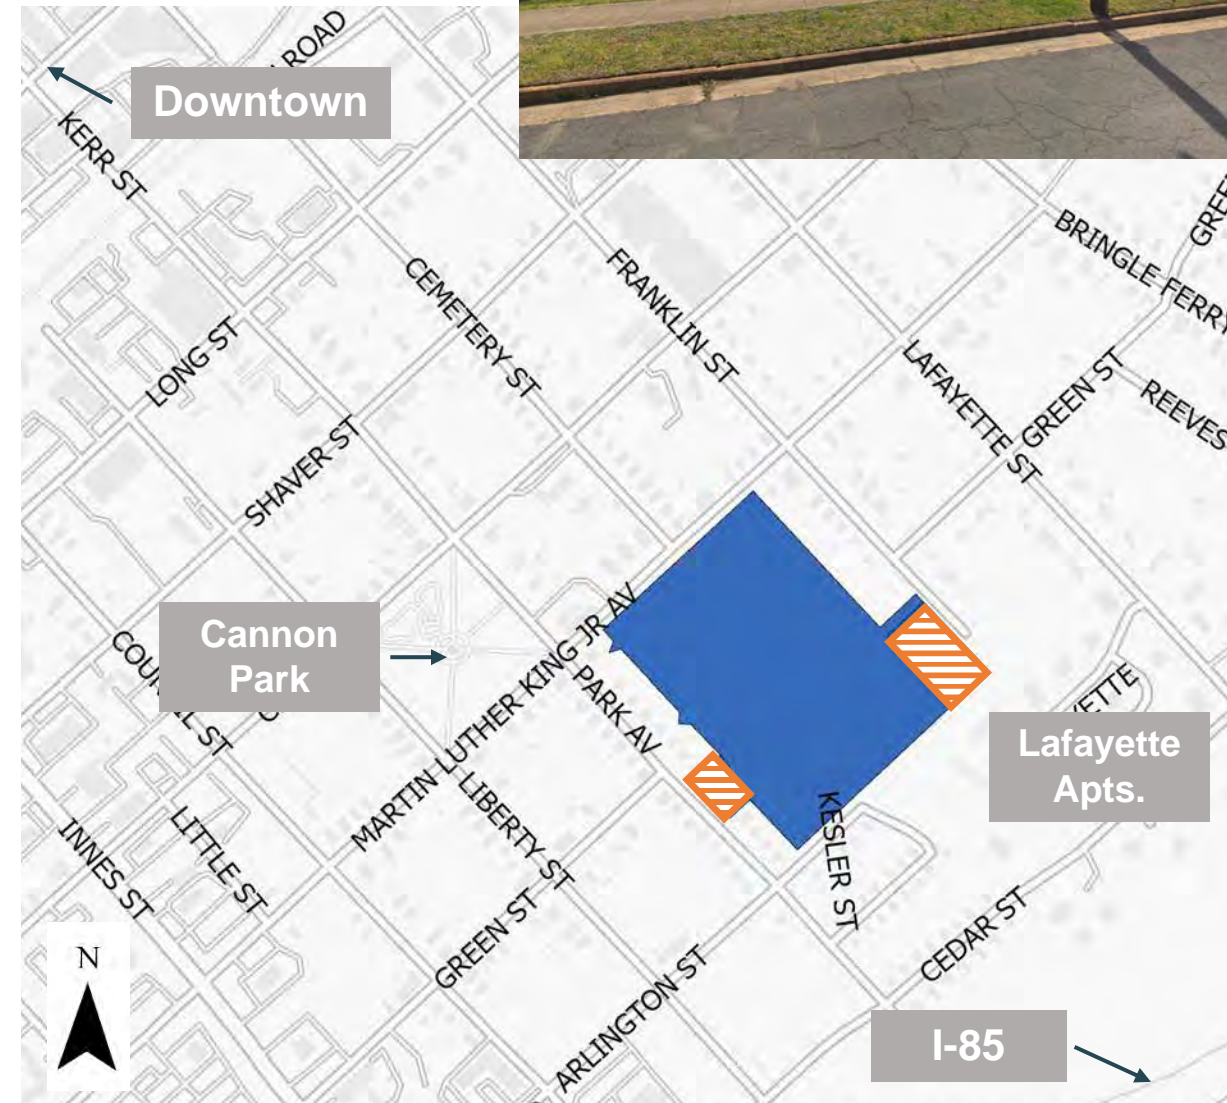 ROAD
Downtown
KERR ST
GREE
BRINGLE FERRY
FRANKLIN ST
CEMETERY ST
LONG ST
LAFAYETTE ST
GREEN ST
REEVES
SHAVER ST
Cannon
Park
MARTIN LUTHER KING JR AV
PARK AV
YETTE
Lafayette
Apts.
LIBERTY ST
KESLER ST
LITTLE ST
INNES ST
GREEN ST
CEDAR ST
ARLINGTON ST
N
I-85